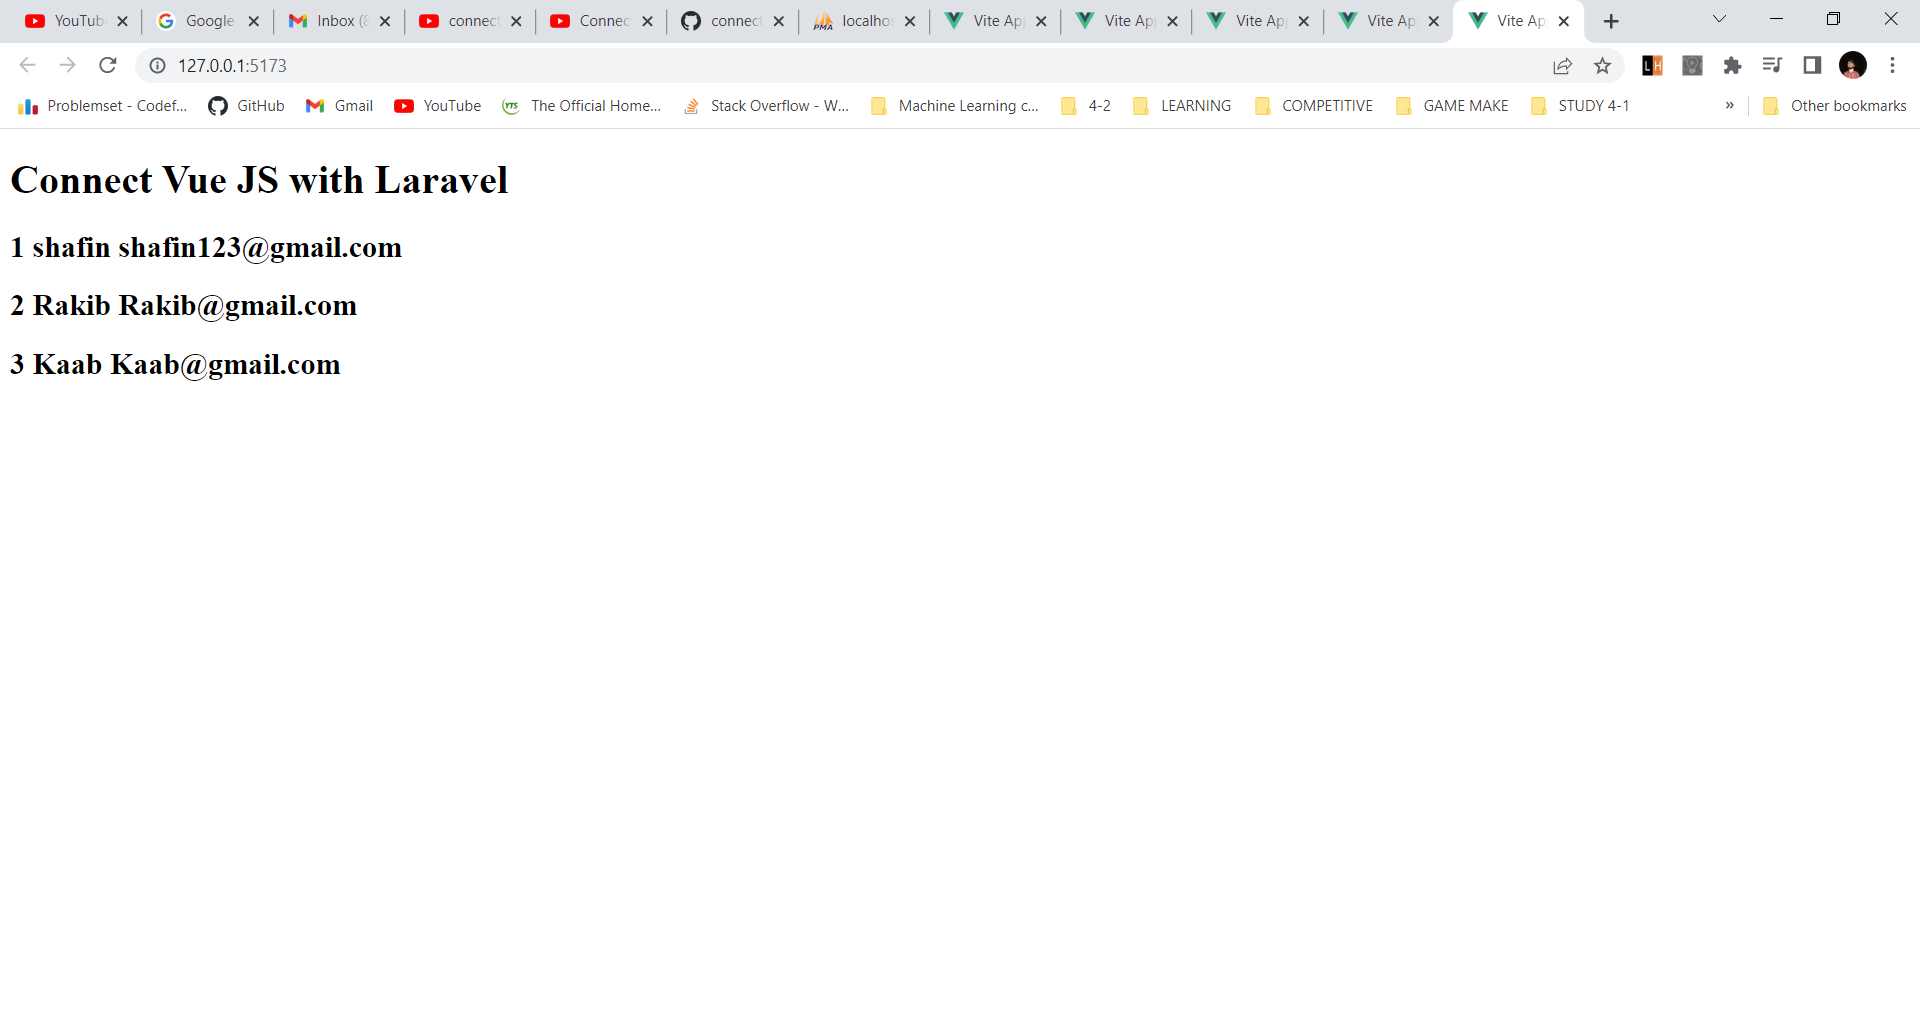 YouTub Google Inbox (8 connect Connec connect localhos Vite Ap Vite Ap Vite Ap Vite Ap Vite Ap
127.0.0.1:5173
Problemset - Codef... GitHub Gmail YouTube YTS The Official Home... Stack Overflow - W... Machine Learning c... 4-2 LEARNING COMPETITIVE GAME MAKE STUDY 4-1 » Other bookmarks
Connect Vue JS with Laravel
1 shafin shafin123@gmail.com
2 Rakib Rakib@gmail.com
3 Kaab Kaab@gmail.com